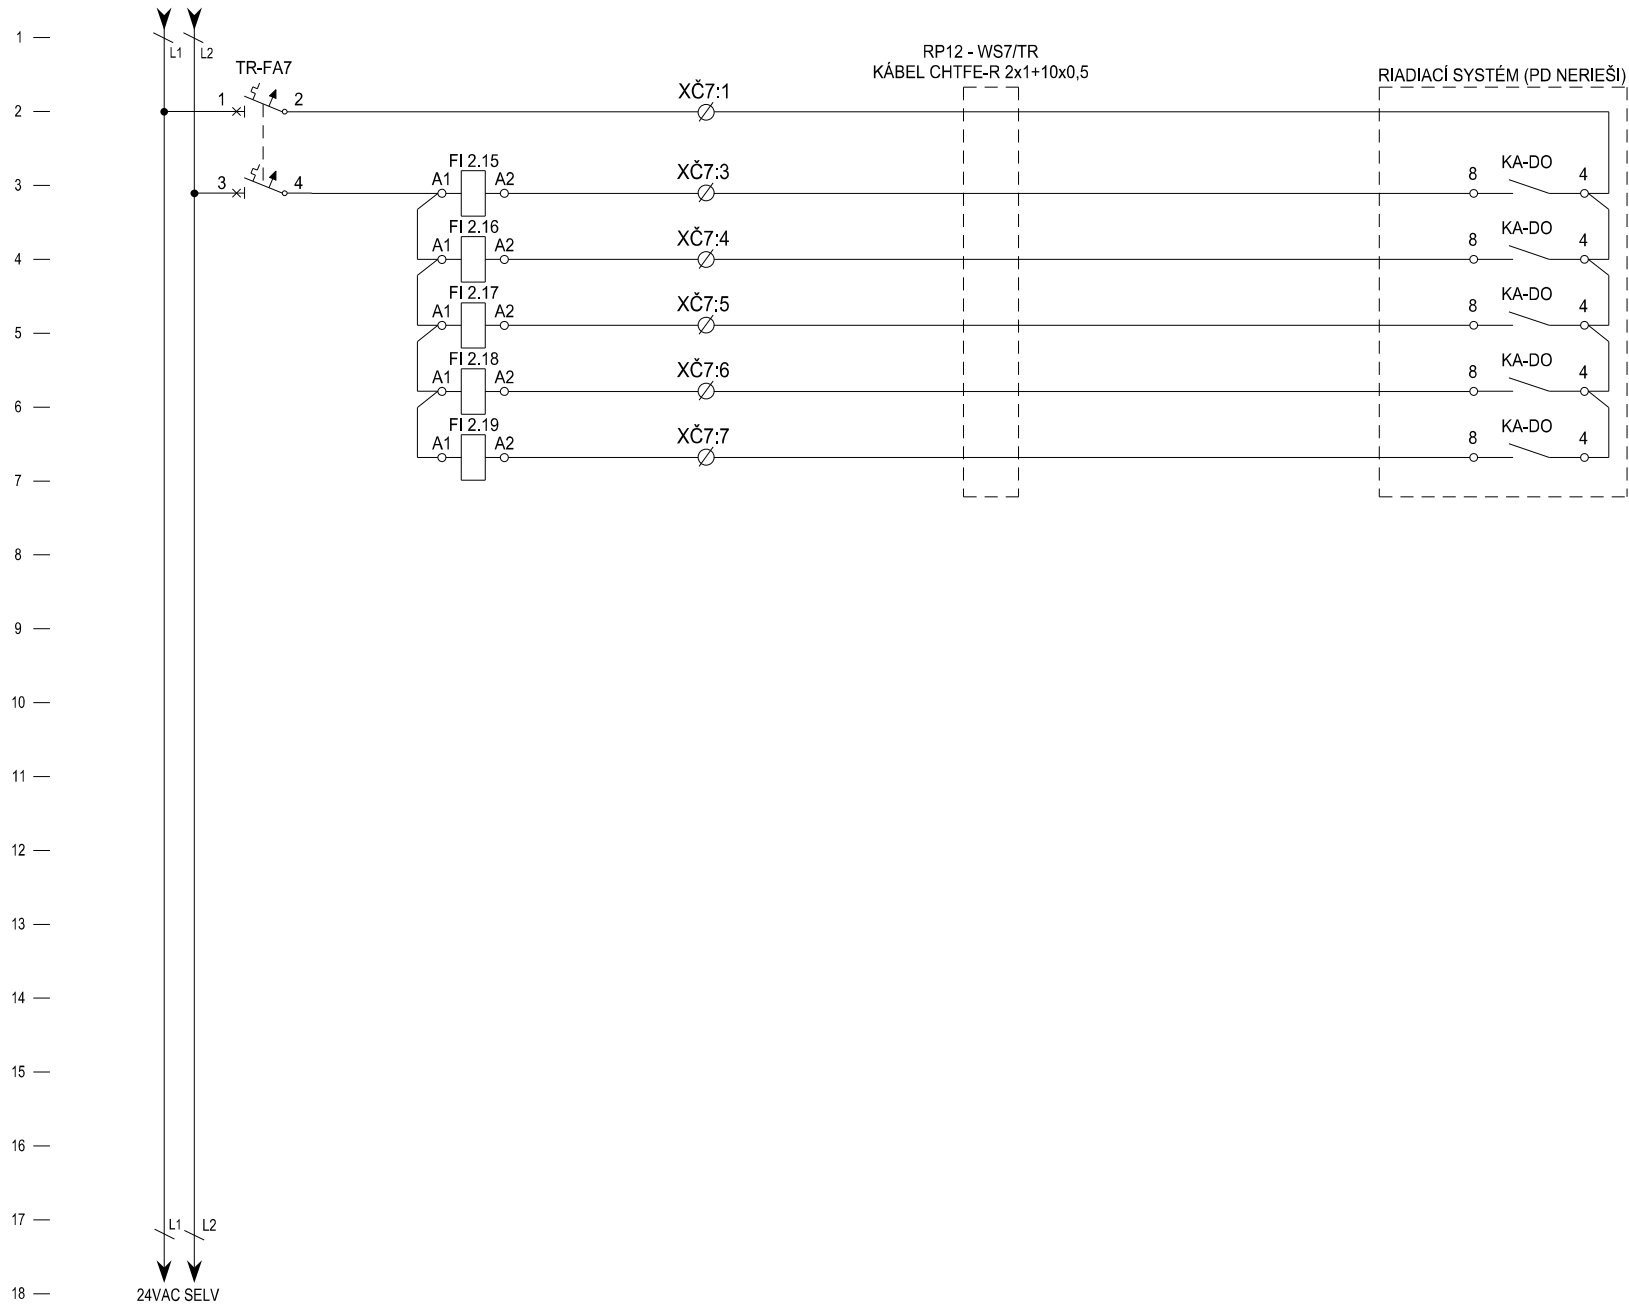 1
L1
L2
RP12 - WS7/TR
TR-FA7
KÁBEL CHTFE-R 2x1+10x0,5
RIADIACÍ SYSTÉM (PD NERIEŠI)
XČ7:1
2
1
2
FI 2.15
3
3
4
A1
A2
XČ7:3
8
KA-DO
4
FI 2.16
4
A1
A2
XČ7:4
8
KA-DO
4
FI 2.17
5
A1
A2
XČ7:5
8
KA-DO
4
FI 2.18
A1
A2
XČ7:6
8
KA-DO
4
6
FI 2.19
A1
A2
XČ7:7
8
KA-DO
4
7
8
9
10
11
12
13
14
15
16
17
L1
L2
18
24VAC SELV